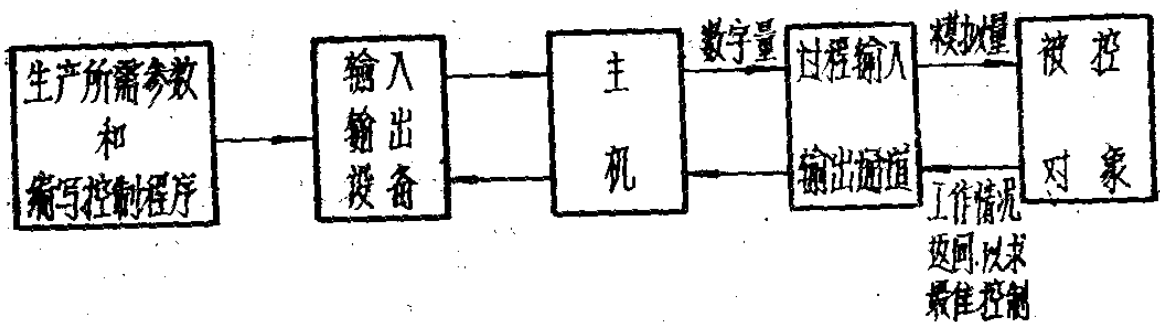 生产所需参数
和
编写控制程序
输入
输出
设备
主
机
数字量
过程输入
输出通道
模拟量
被控
对象
工作情况
返回.以求
最佳控制